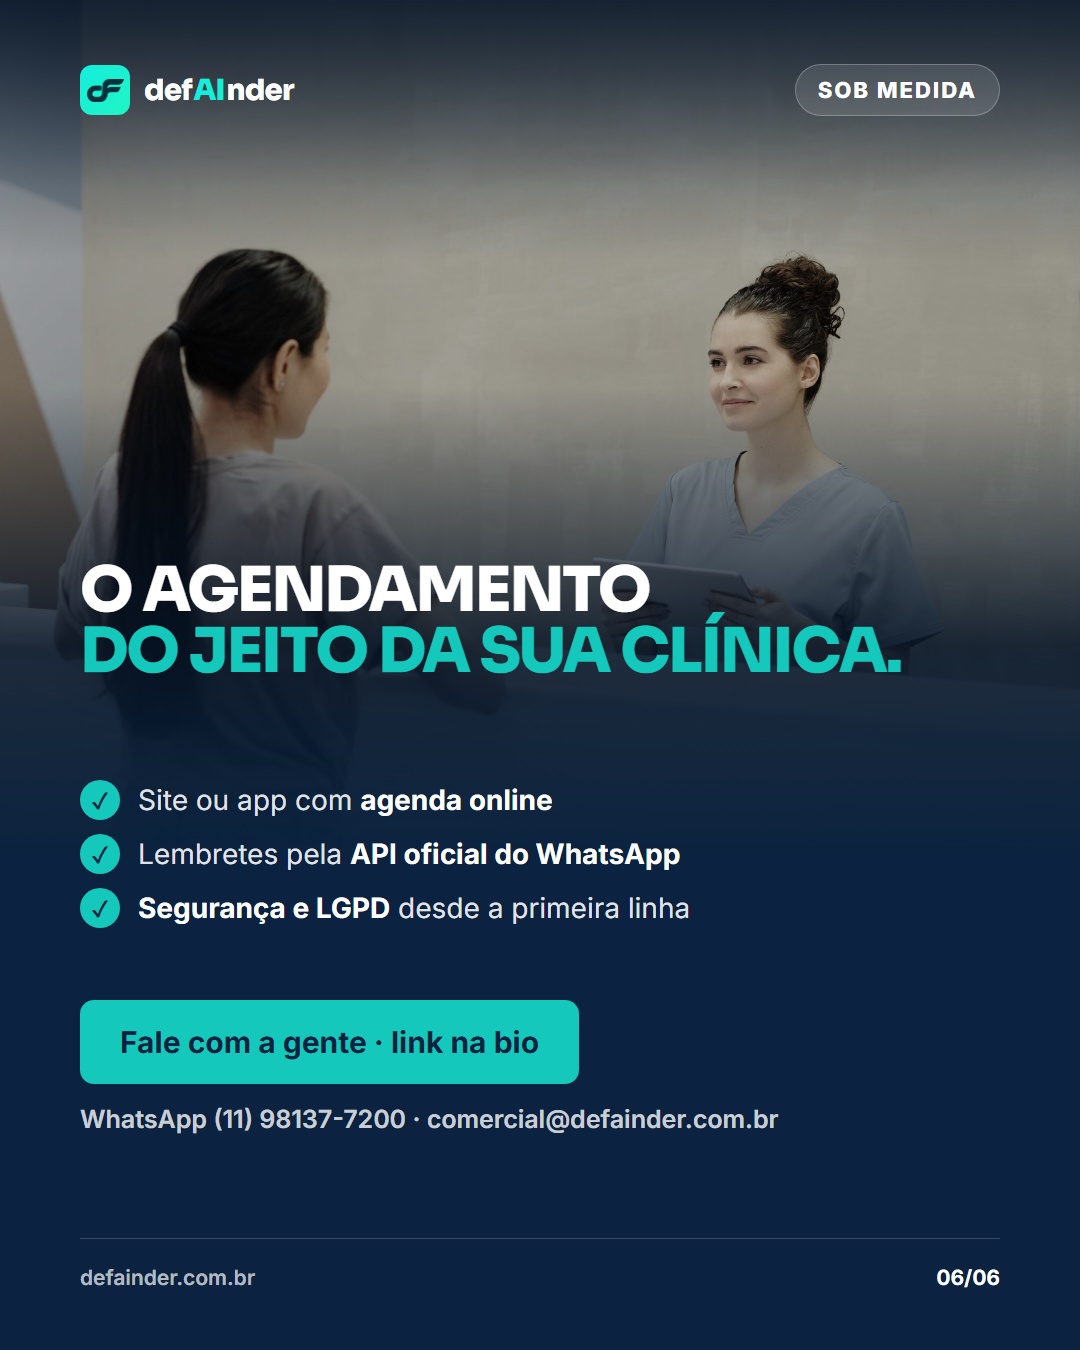 defAInder
SOB MEDIDA
O AGENDAMENTO
DO JEITO DA SUA CLÍNICA.
Site ou app com agenda online
Lembretes pela API oficial do WhatsApp
Segurança e LGPD desde a primeira linha
Fale com a gente · link na bio
WhatsApp (11) 98137-7200 · comercial@defainder.com.br
defainder.com.br
06/06